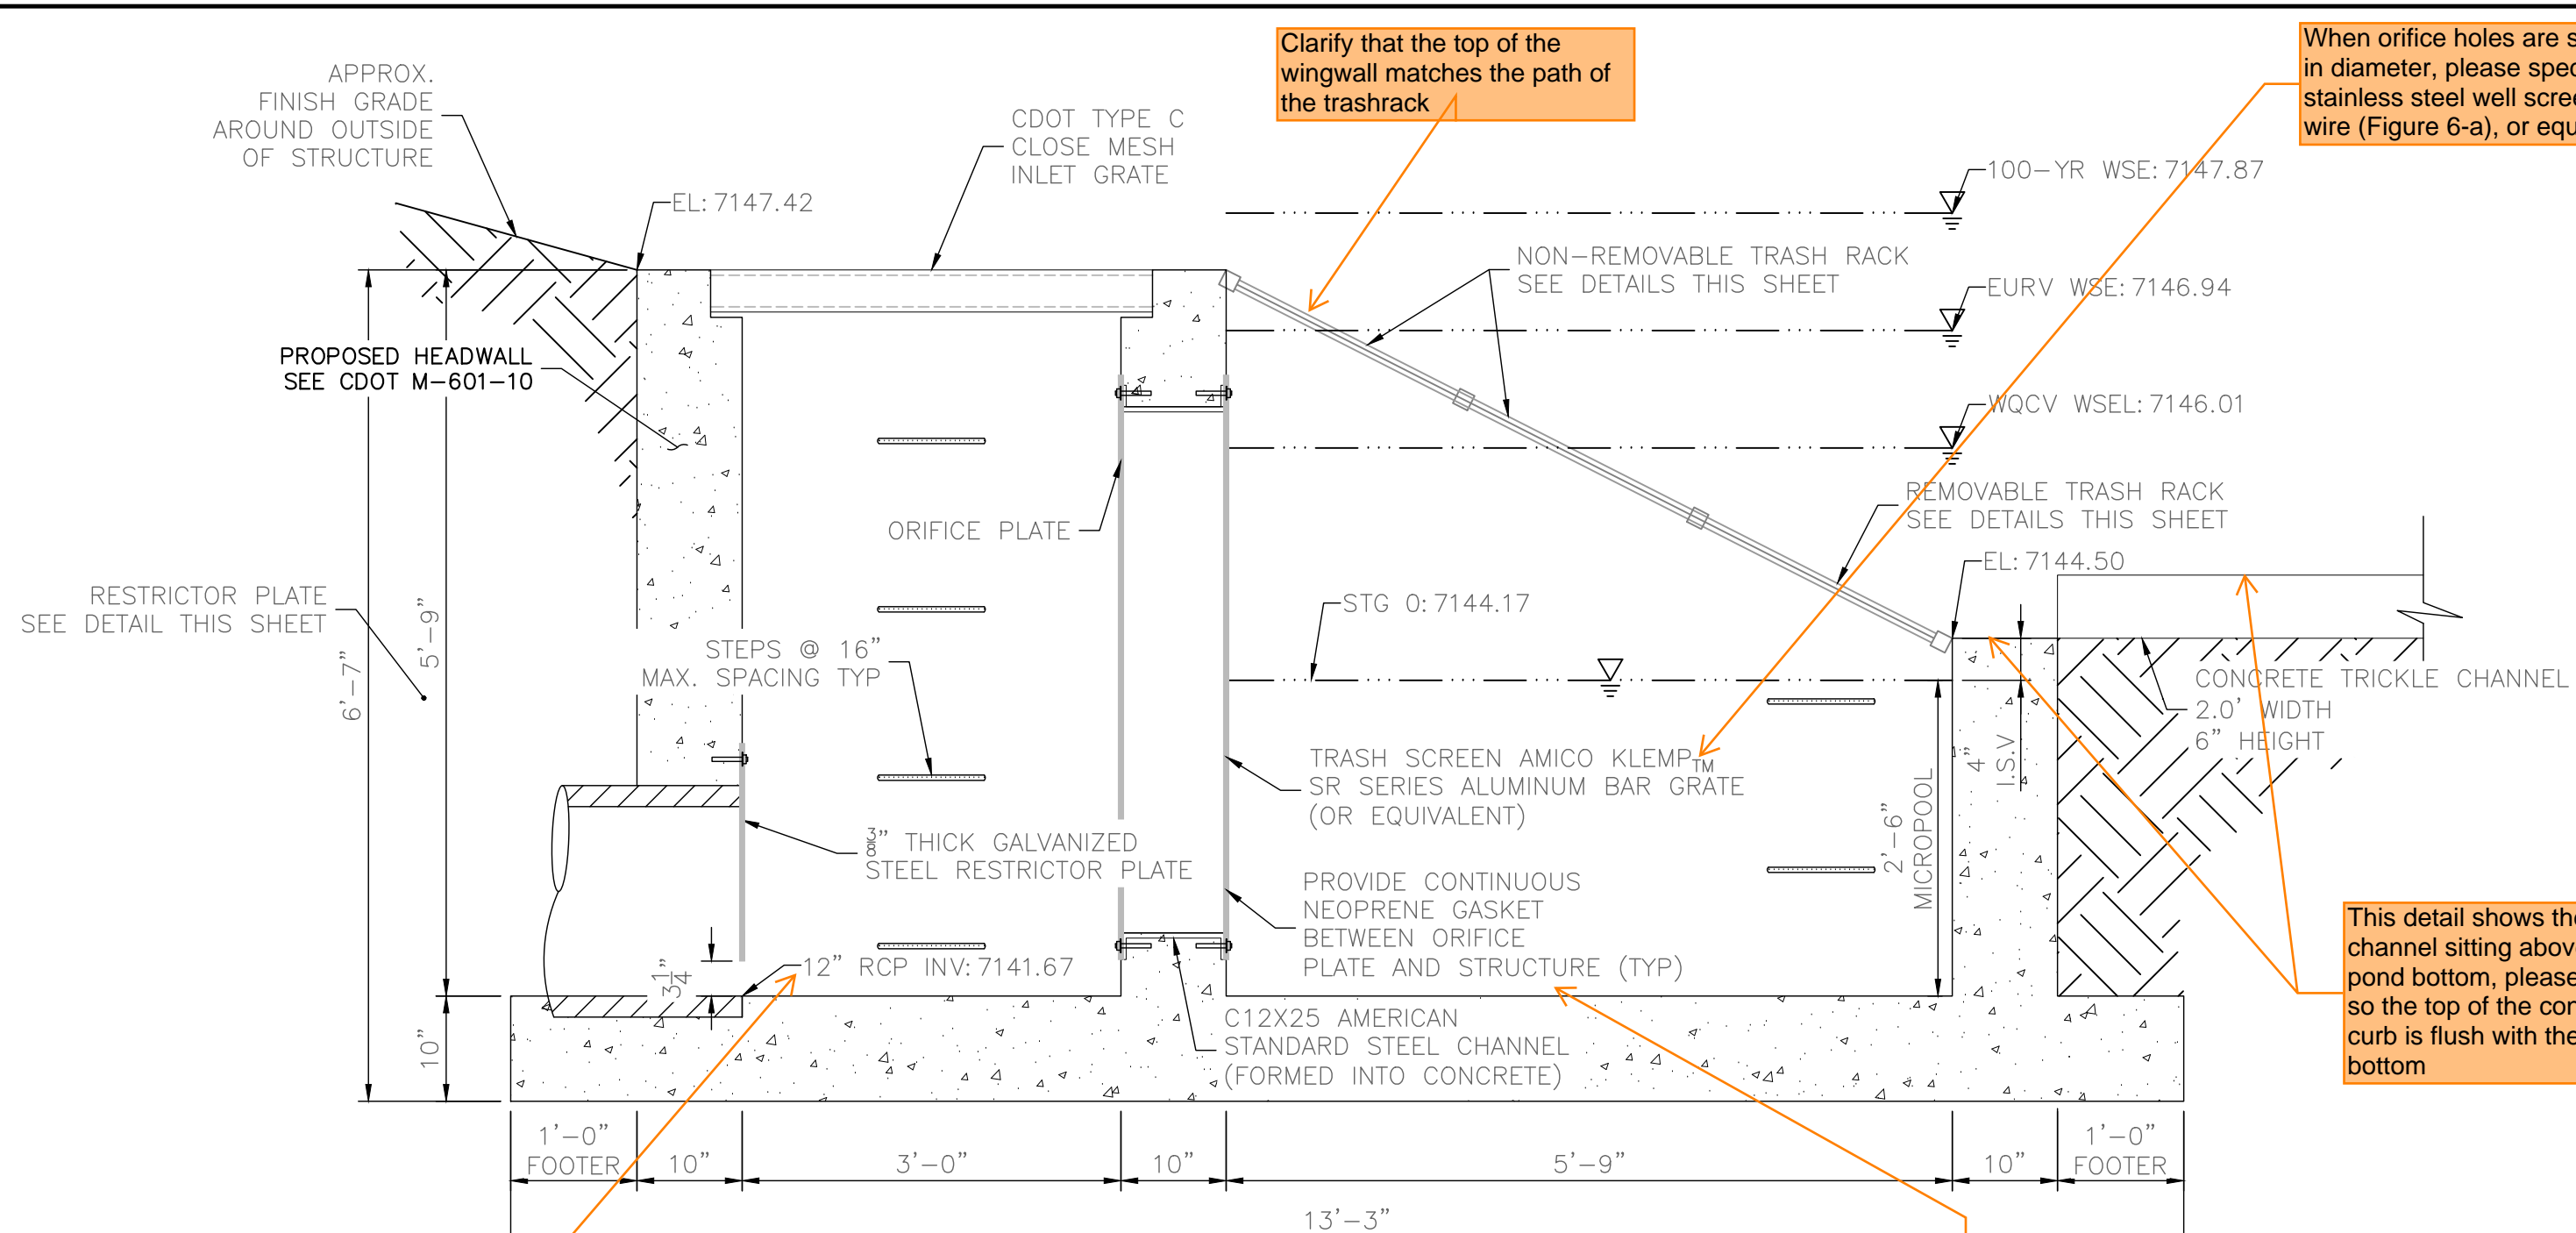 Clarify that the top of the
wingwall matches the path of
the trashrack
When orifice holes are
in diameter, please
stainless steel well
wire (Figure 6-a), or
APPROX.
FINISH GRADE
AROUND OUTSIDE
OF STRUCTURE
CDOT TYPE C
CLOSE MESH
INLET GRATE
EL: 7147.42
100-YR WSE: 7147.87
NON-REMOVABLE TRASH RACK
SEE DETAILS THIS SHEET
EURV WSE: 7146.94
PROPOSED HEADWALL
SEE CDOT M-601-10
WQCV WSEL: 7146.01
ORIFICE PLATE
REMOVABLE TRASH RACK
SEE DETAILS THIS SHEET
EL: 7144.50
RESTRICTOR PLATE
SEE DETAIL THIS SHEET
6'-7"
5'-9"
STG 0: 7144.17
STEPS @ 16"
MAX. SPACING TYP
CONCRETE TRICKLE CHANNEL
2.0' WIDTH
6" HEIGHT
4"
I.S.V
2'-6"
MICROPOOL
TRASH SCREEN AMICO KLEMP™
SR SERIES ALUMINUM BAR GRATE
(OR EQUIVALENT)
3/8" THICK GALVANIZED
STEEL RESTRICTOR PLATE
PROVIDE CONTINUOUS
NEOPRENE GASKET
BETWEEN ORIFICE
PLATE AND STRUCTURE (TYP)
3 1/4"
12" RCP INV: 7141.67
This detail shows
channel sitting
pond bottom, please
so the top of the
curb is flush with
bottom
10"
C12X25 AMERICAN
STANDARD STEEL CHANNEL
(FORMED INTO CONCRETE)
1'-0"
FOOTER
10"
3'-0"
10"
5'-9"
10"
1'-0"
FOOTER
13'-3"